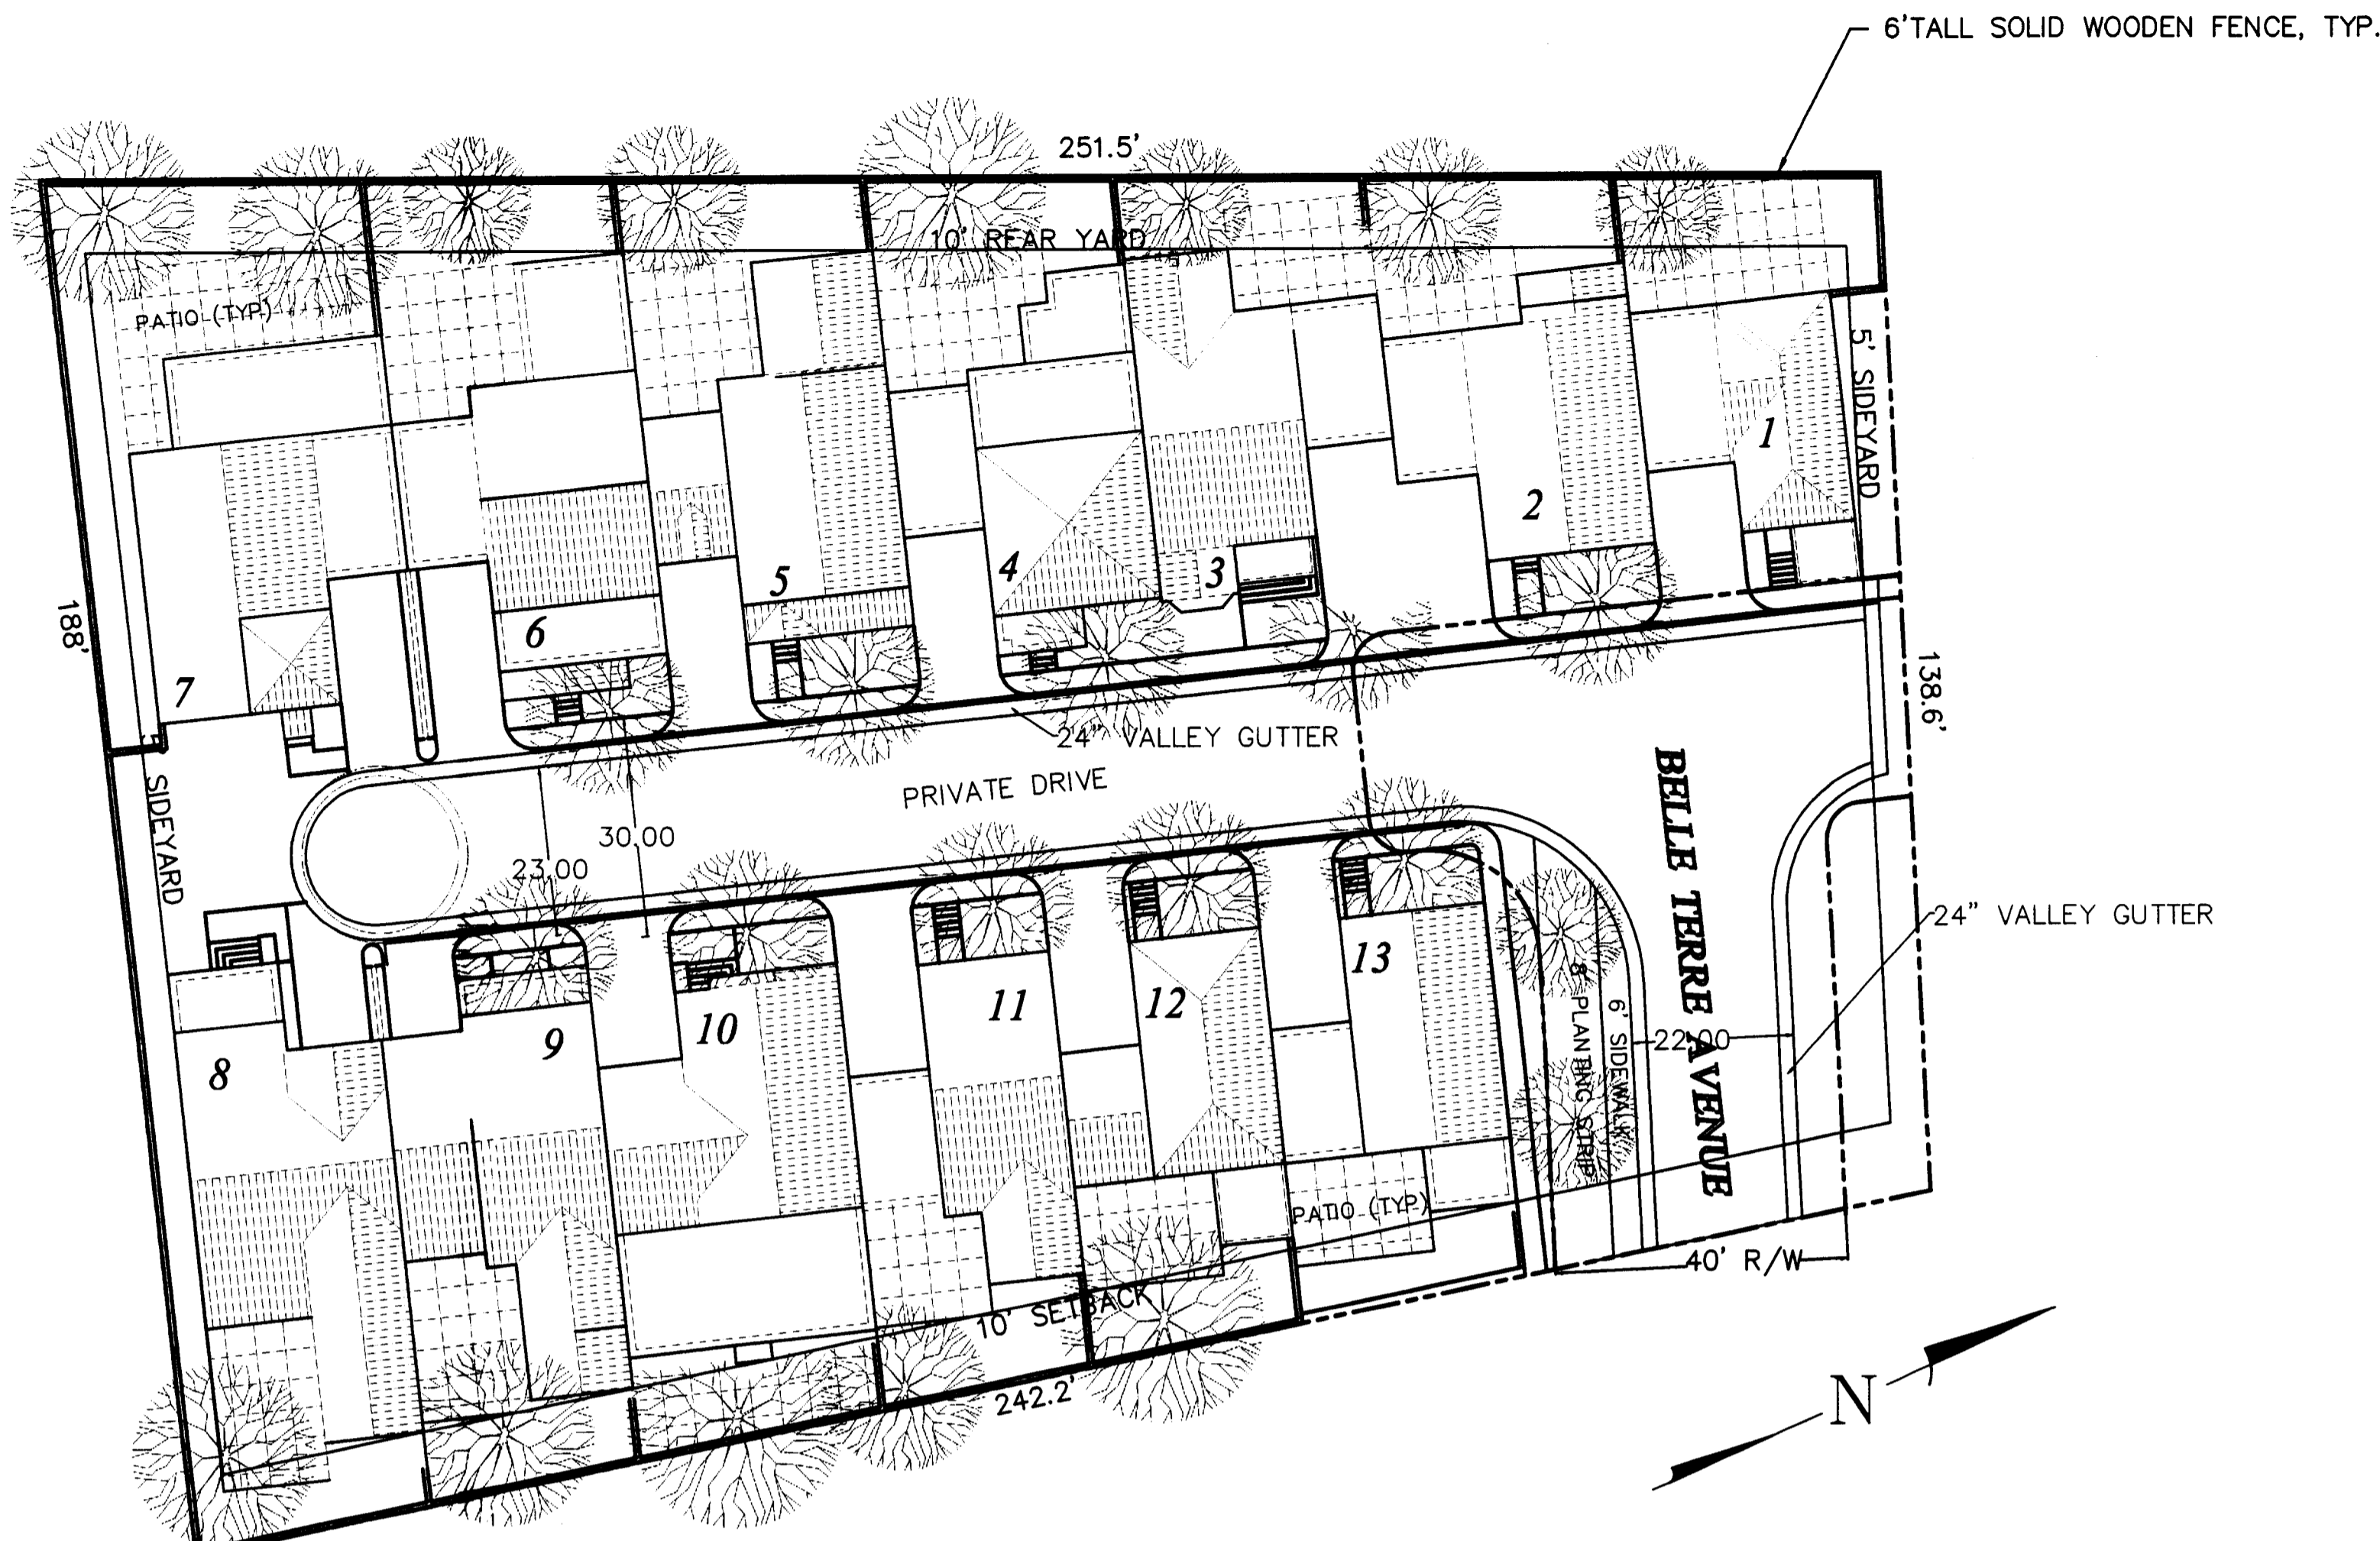 6'TALL SOLID WOODEN FENCE, TYP.
251.5'
10' REAR YARD
PATIO (TYP.)
5' SIDEYARD
1
2
3
4
5
6
7
188'
138.6'
24" VALLEY GUTTER
PRIVATE DRIVE
30.00
23.00
SIDEYARD
BELLE TERRE AVENUE
24" VALLEY GUTTER
8
9
10
11
12
13
8' PLANTING STRIP
6' SIDEWALK
22.00
PATIO (TYP.)
40' R/W
10' SETBACK
242.2'
N